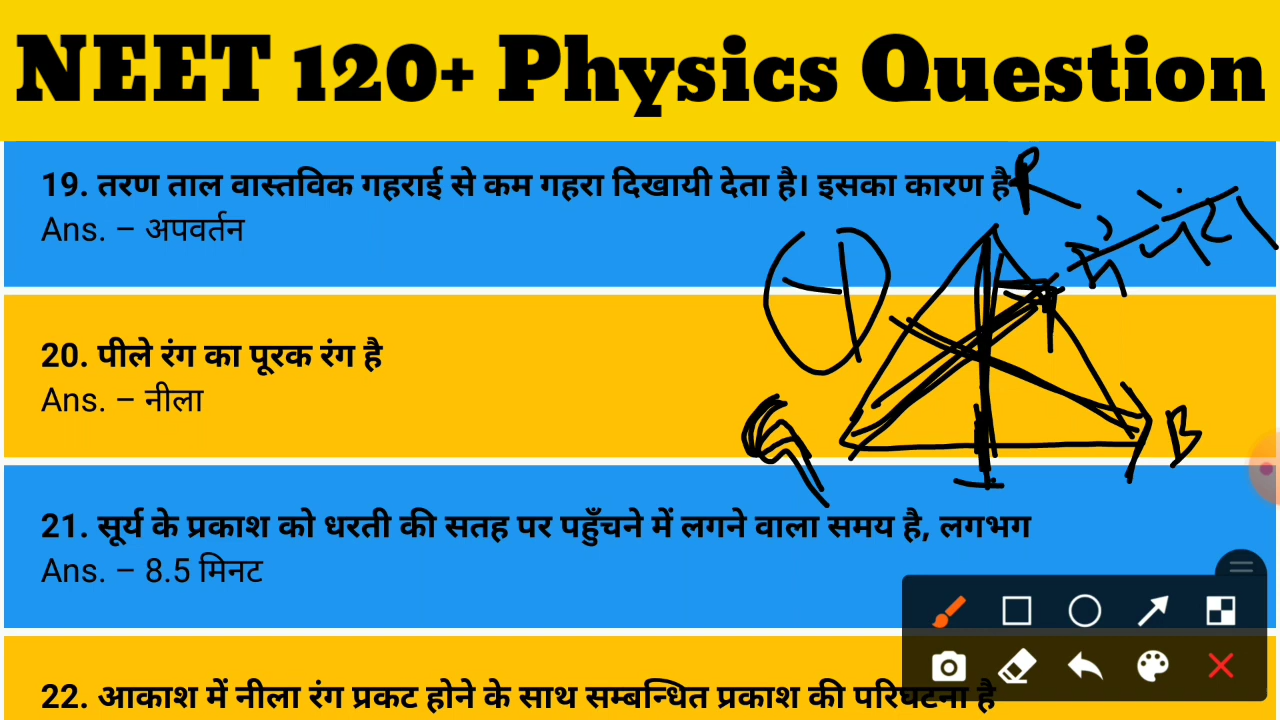 NEET 120+ Physics Question
19. तरण ताल वास्तविक गहराई से कम गहरा दिखायी देता है। इसका कारण है
Ans. – अपवर्तन
R
20. पीले रंग का पूरक रंग है
Ans. – नीला
B
21. सूर्य के प्रकाश को धरती की सतह पर पहुँचने में लगने वाला समय है, लगभग
Ans. – 8.5 मिनट
22. आकाश में नीला रंग प्रकट होने के साथ सम्बन्धित प्रकाश की परिघटना है